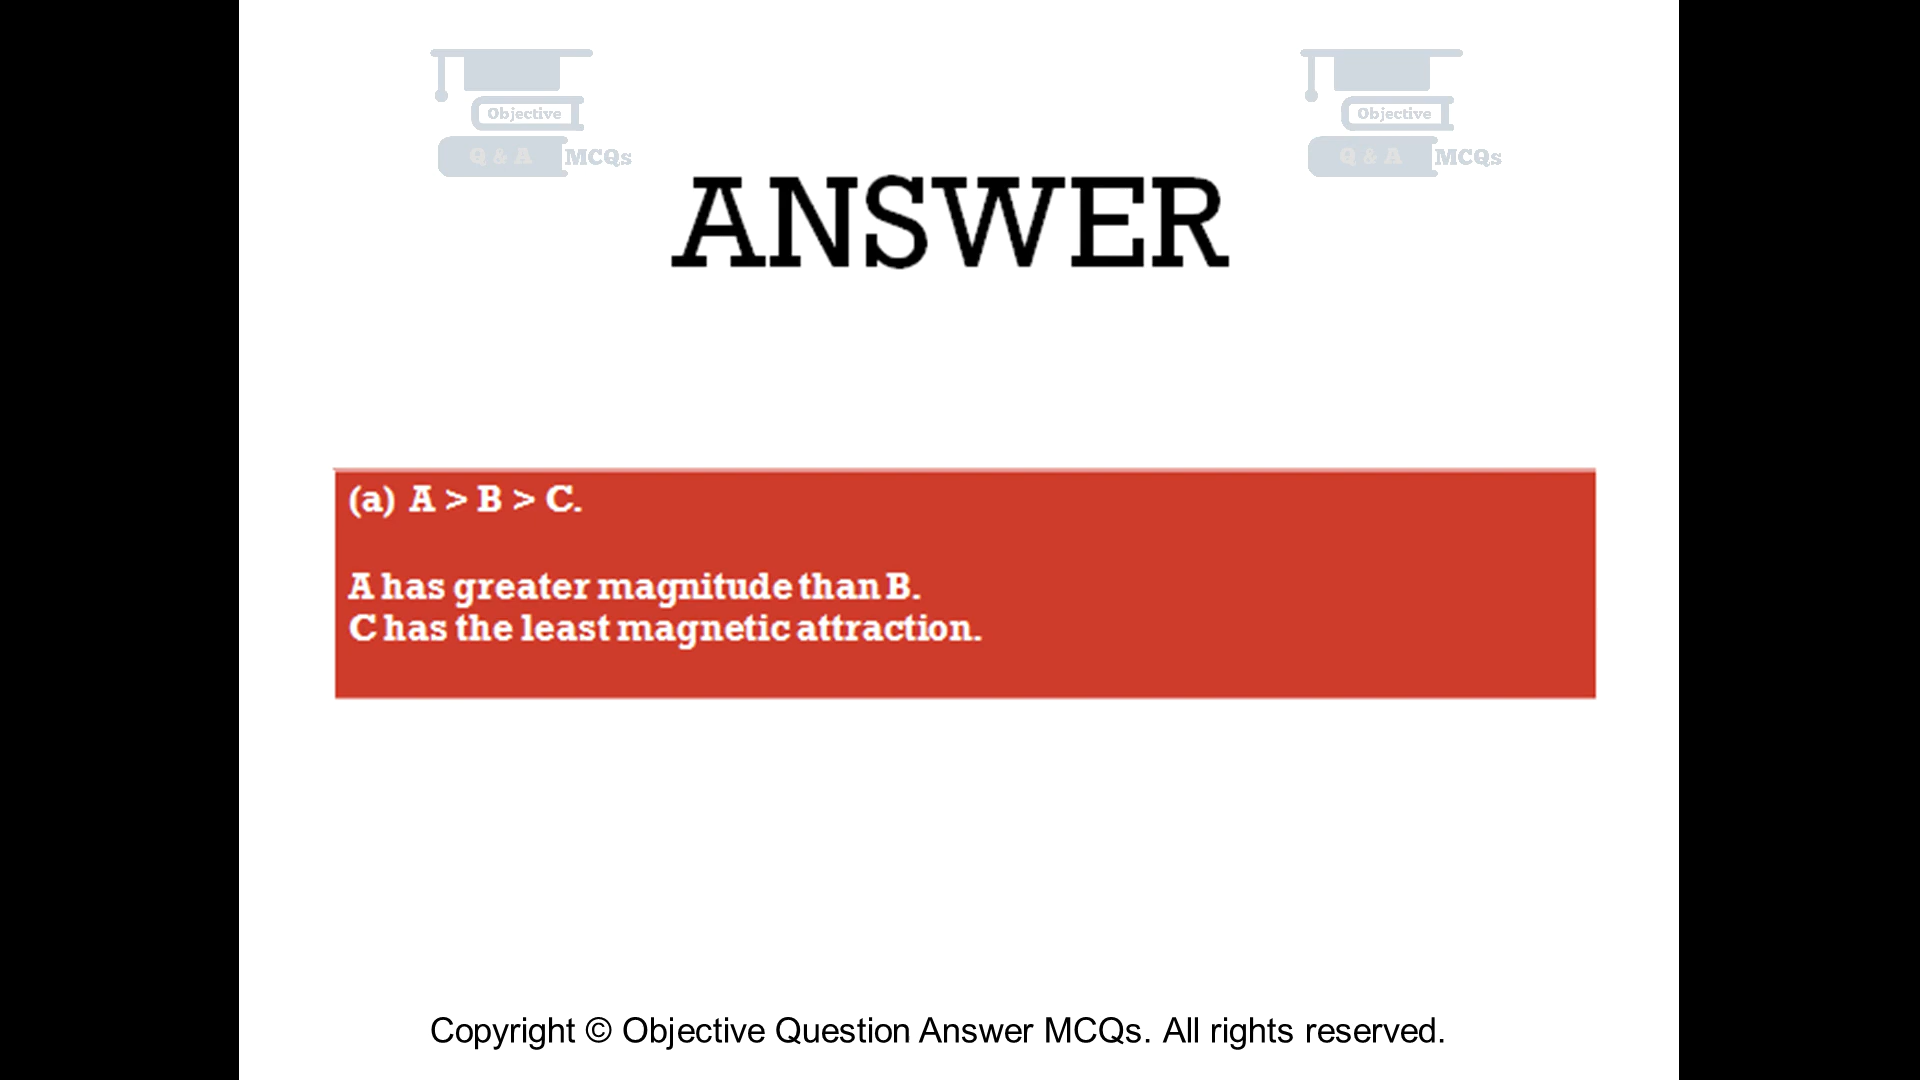 Objective
Q & A MCQs
Objective
Q & A MCQs
ANSWER
(a) A > B > C.
A has greater magnitude than B.
C has the least magnetic attraction.
Copyright © Objective Question Answer MCQs. All rights reserved.